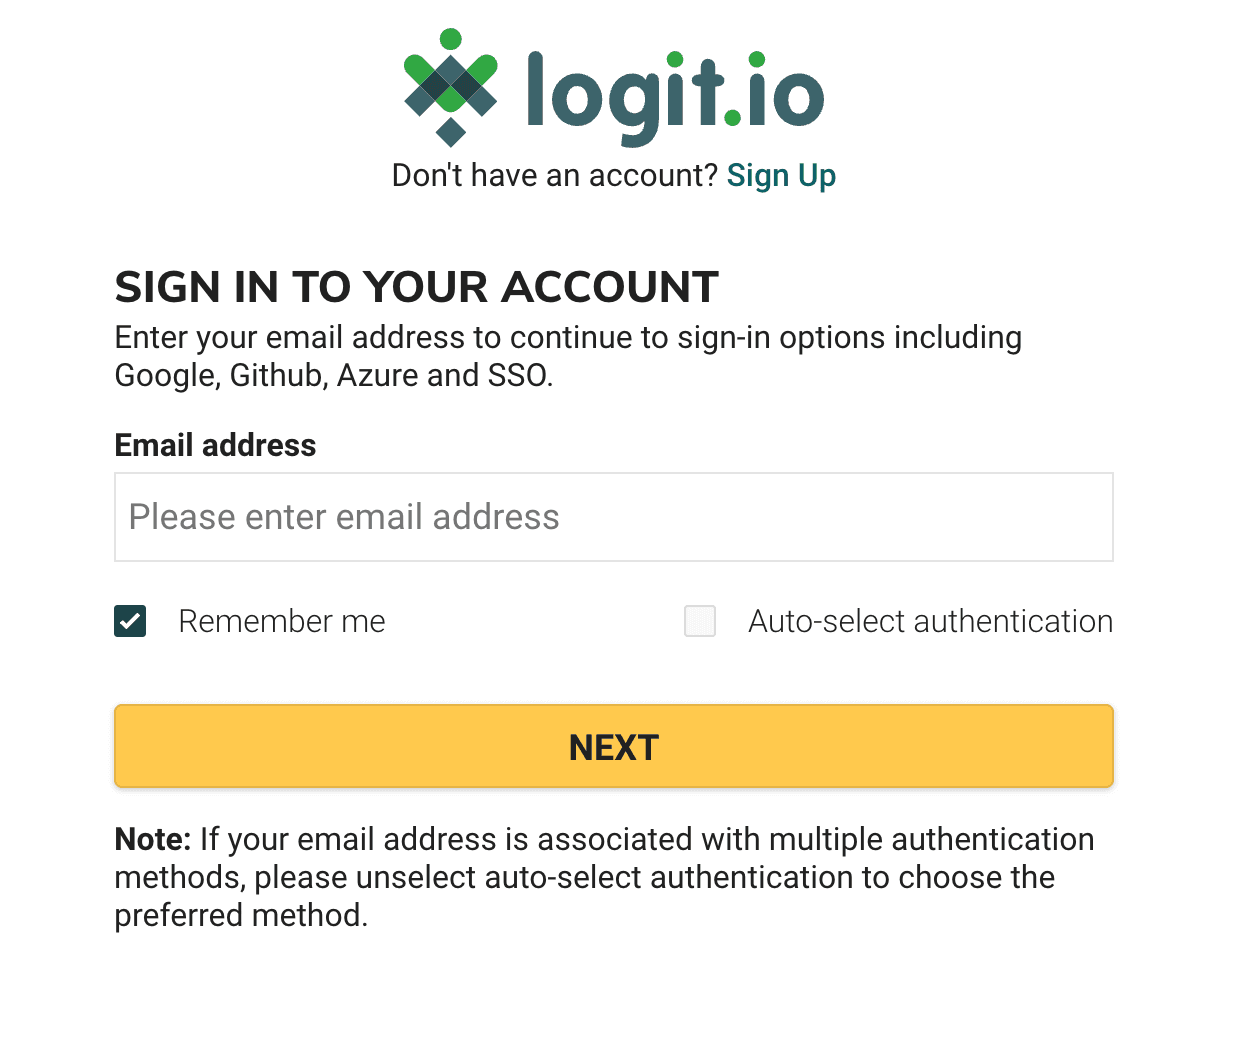 logit.io
Don't have an account? Sign Up
SIGN IN TO YOUR ACCOUNT
Enter your email address to continue to sign-in options including
Google, Github, Azure and SSO.
Email address
Please enter email address
Remember me
Auto-select authentication
NEXT
Note: If your email address is associated with multiple authentication
methods, please unselect auto-select authentication to choose the
preferred method.